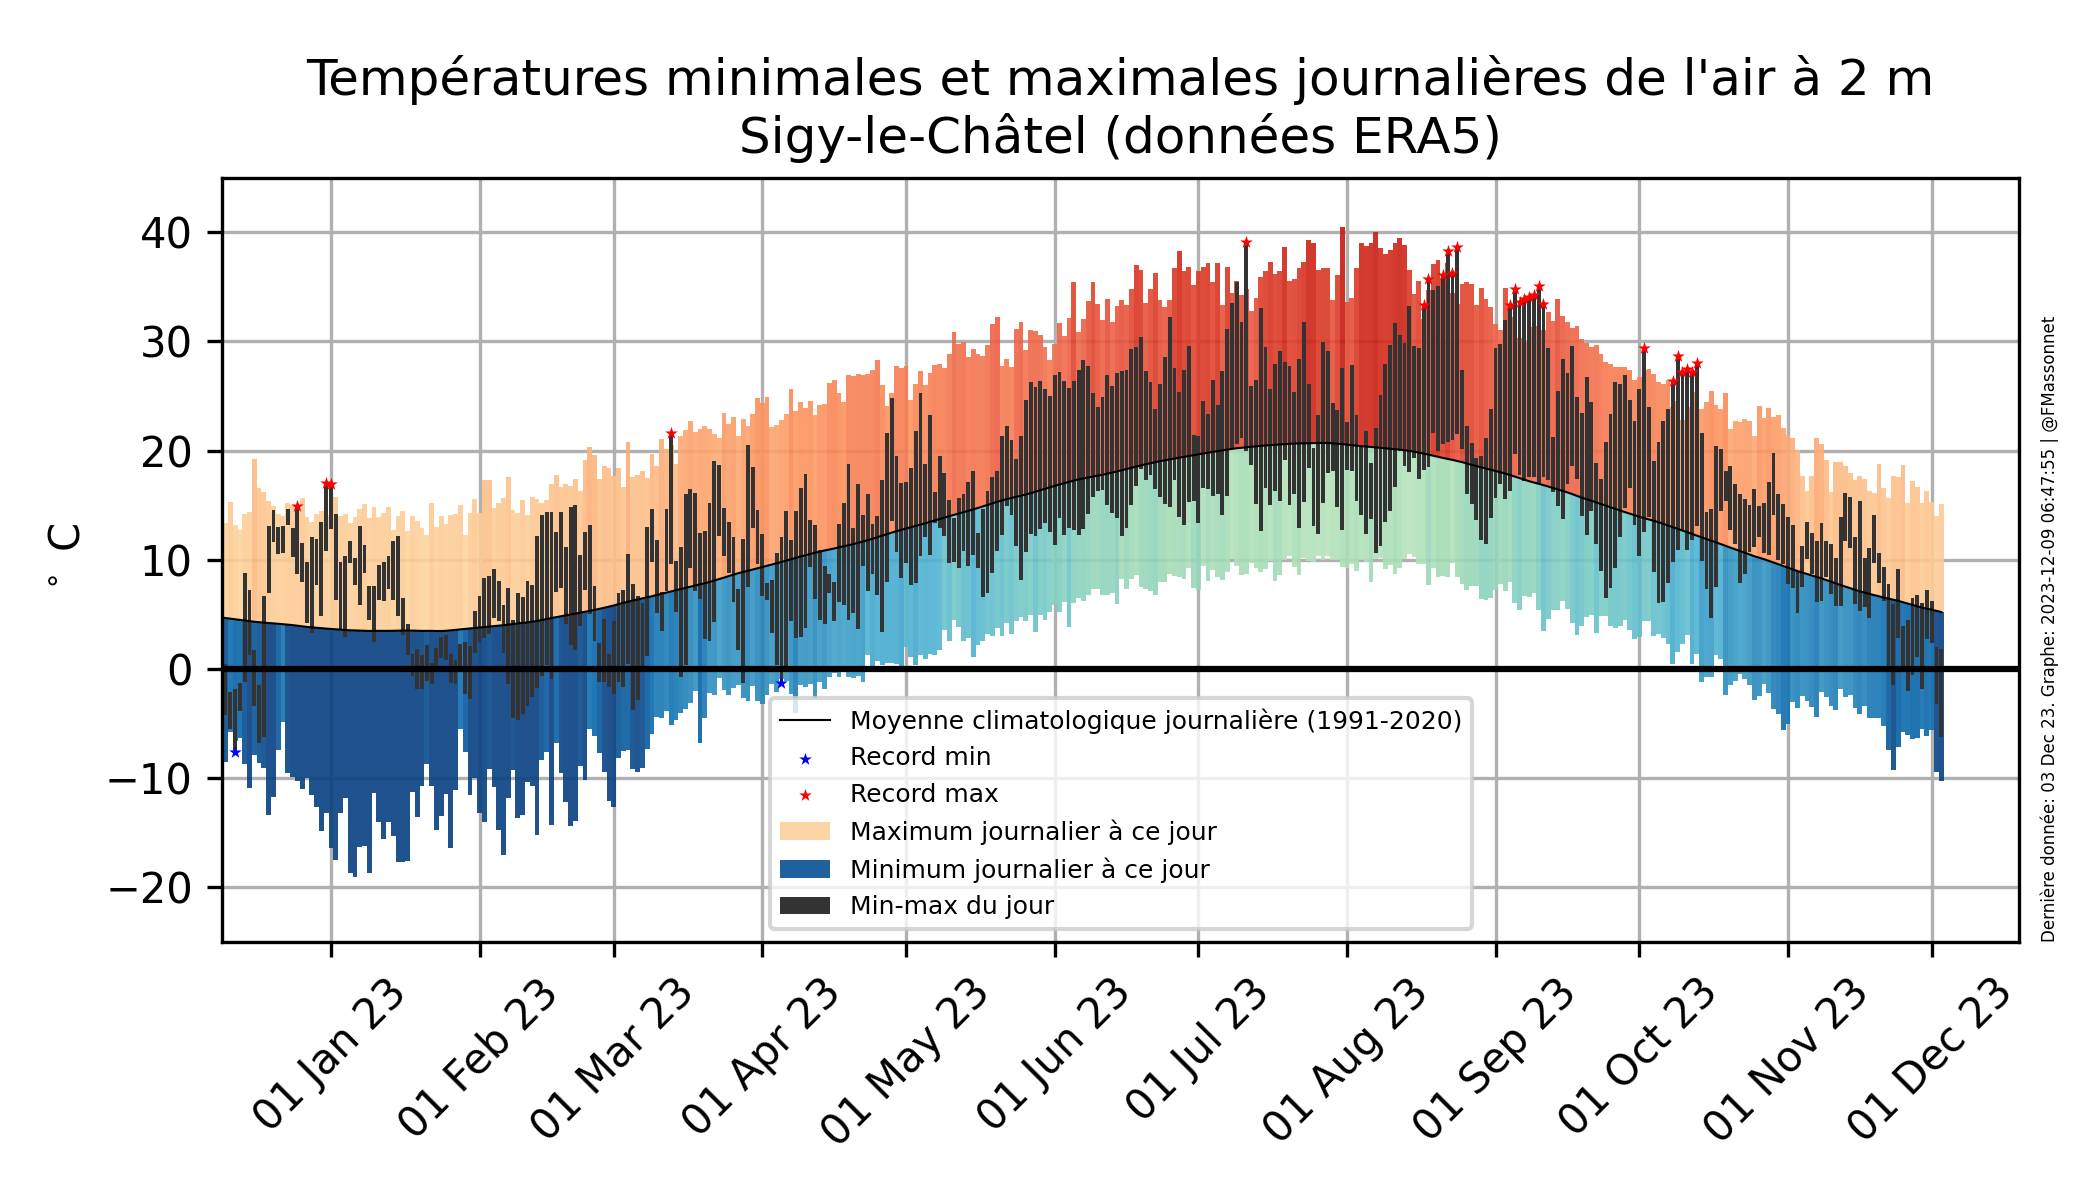 Températures minimales et maximales journalières de l'air à 2 m
Sigy-le-Châtel (données ERA5)
° C
40
30
20
10
0
−10
−20
Moyenne climatologique journalière (1991-2020)
Record min
Record max
Maximum journalier à ce jour
Minimum journalier à ce jour
Min-max du jour
01 Jan 23
01 Feb 23
01 Mar 23
01 Apr 23
01 May 23
01 Jun 23
01 Jul 23
01 Aug 23
01 Sep 23
01 Oct 23
01 Nov 23
01 Dec 23
Dernière donnée: 03 Dec 23. Graphe: 2023-12-09 06:47:55 | @FMassonnet